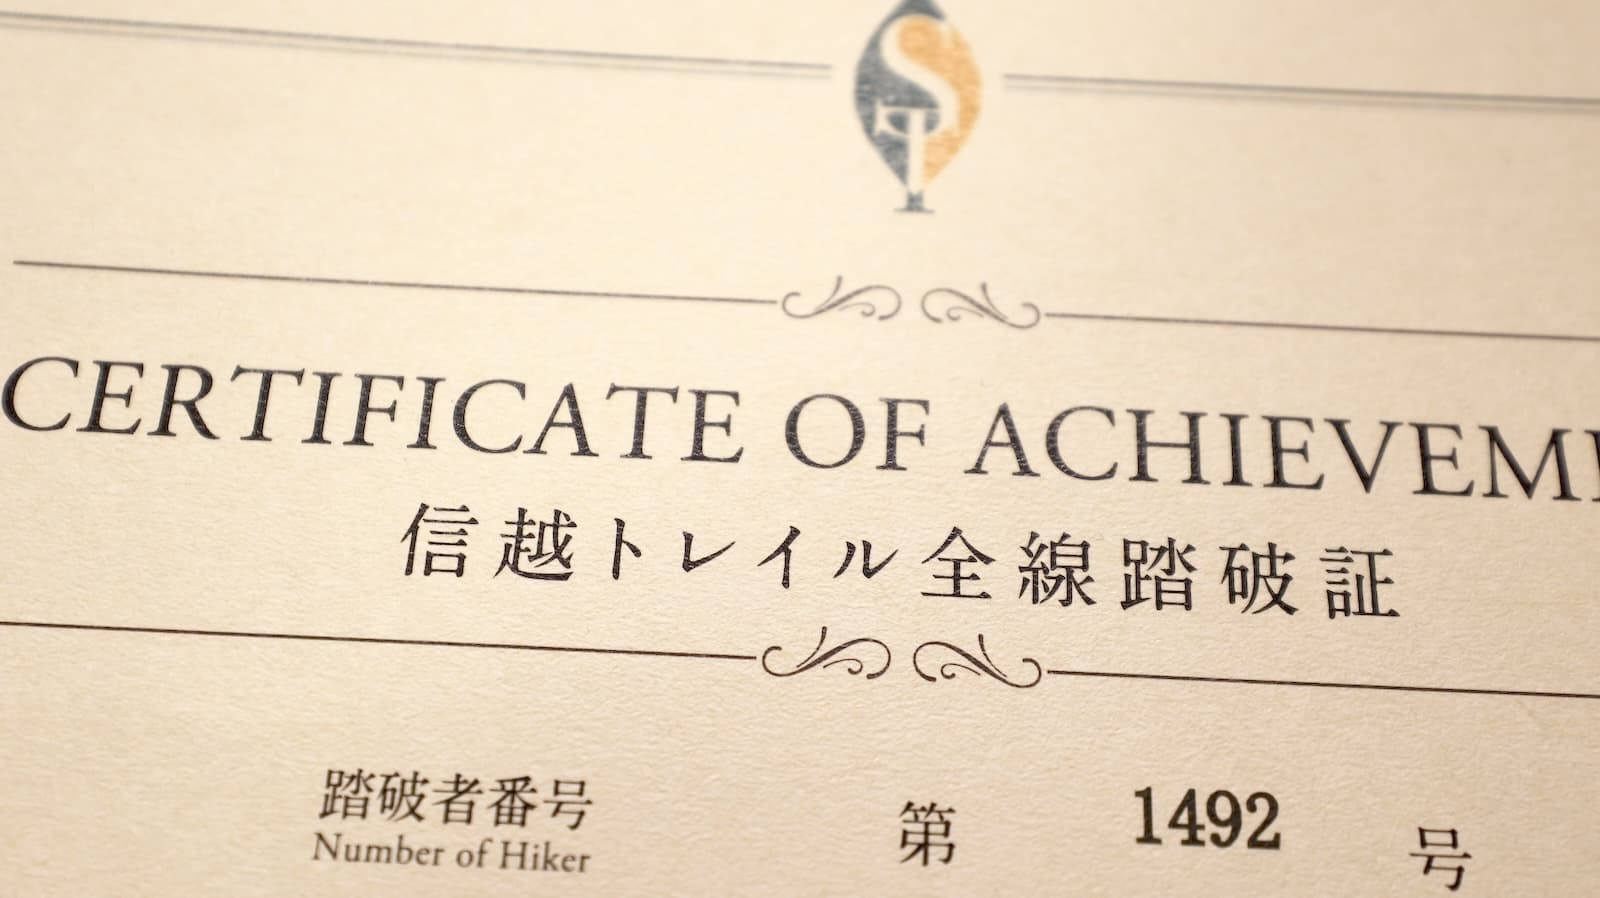 ST
CERTIFICATE OF ACHIEVEM
信越トレイル全線踏破証
踏破者番号 第 1492 号
Number of Hiker